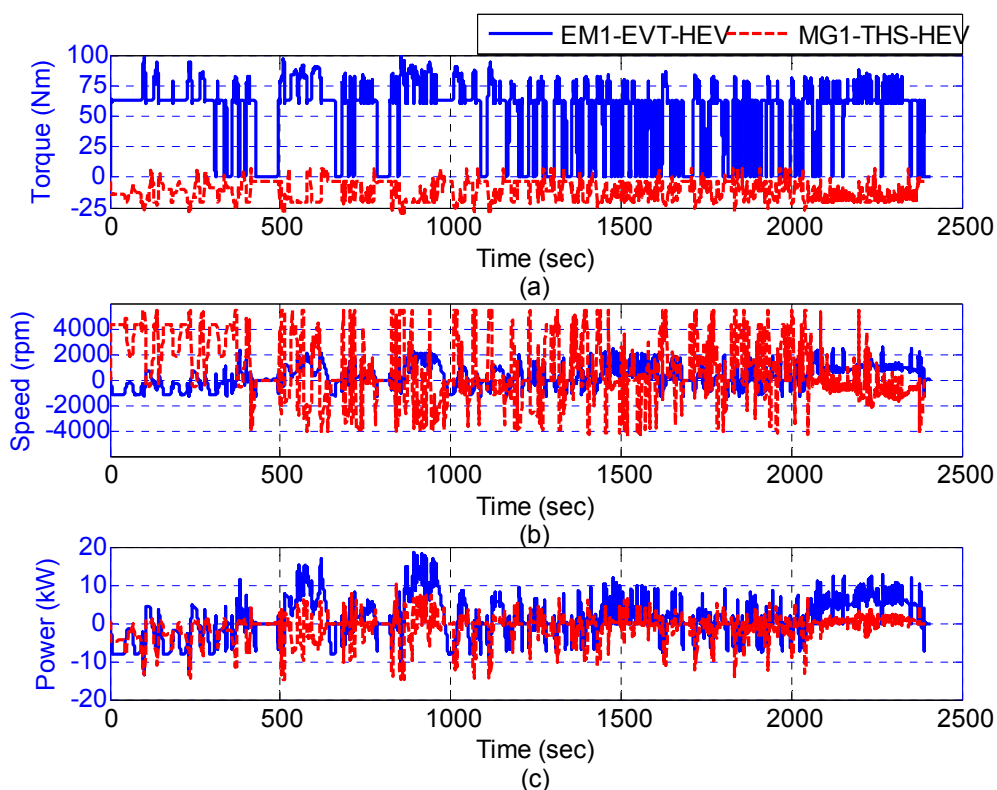 EM1-EVT-HEV MG1-THS-HEV
100
75
50
25
0
-25
Torque (Nm)
0 500 1000 1500 2000 2500
Time (sec)
(a)
4000
2000
0
-2000
-4000
Speed (rpm)
0 500 1000 1500 2000 2500
Time (sec)
(b)
20
10
0
-10
-20
Power (kW)
0 500 1000 1500 2000 2500
Time (sec)
(c)